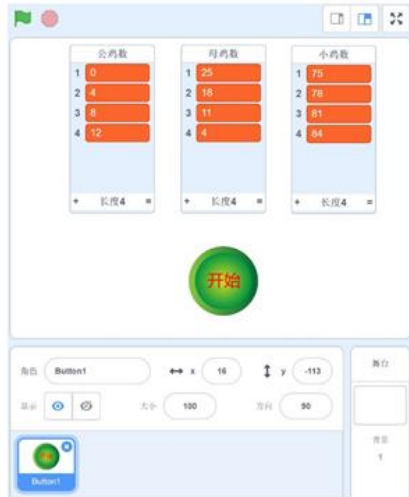 公鸡数
1 0
2 4
3 8
4 12
+ 长度4 =
母鸡数
1 25
2 18
3 11
4 4
+ 长度4 =
小鸡数
1 75
2 78
3 81
4 84
+ 长度4 =
开始
角色 Button1 x 16 y -113
显示 大小 100 方向 90
Button1
舞台
背景
1